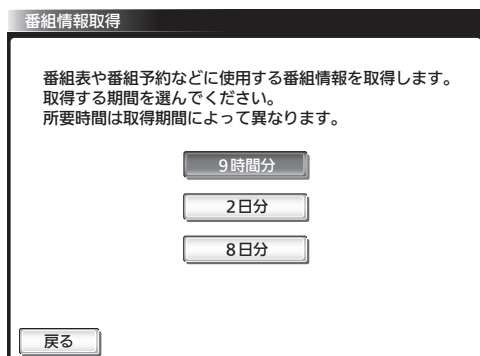 番組情報取得
番組表や番組予約などに使用する番組情報を取得します。
取得する期間を選んでください。
所要時間は取得期間によって異なります。
9時間分
2日分
8日分
戻る